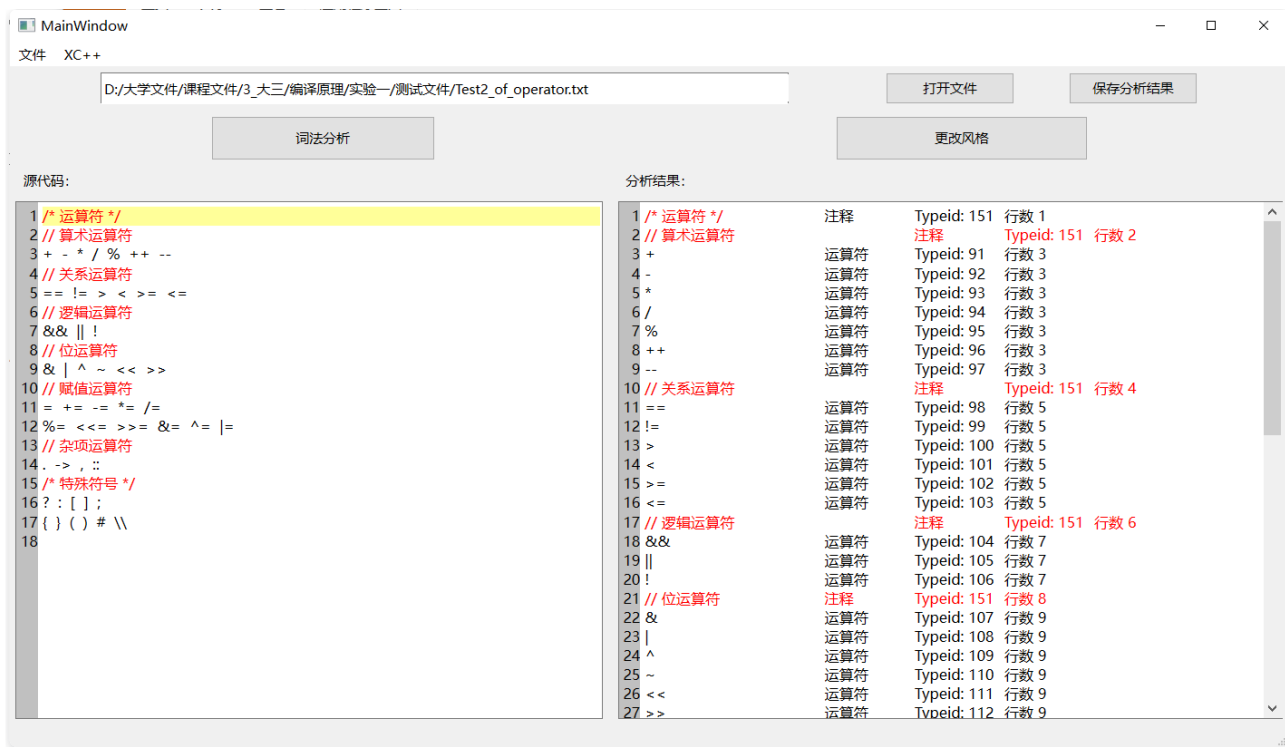 MainWindow
文件 XC++
D:/大学文件/课程文件/3_大三/编译原理/实验一/测试文件/Test2_of_operator.txt 打开文件 保存分析结果
词法分析 更改风格
源代码: 分析结果:
1 /* 运算符 */
2 // 算术运算符
3 + - * / % ++ --
4 // 关系运算符
5 == != > < >= <=
6 // 逻辑运算符
7 && || !
8 // 位运算符
9 & | ^ ~ << >>
10 // 赋值运算符
11 = += -= *= /=
12 %= <<= >>= &= ^= |=
13 // 杂项运算符
14 . -> , ::
15 /* 特殊符号 */
16 ? : [ ] ;
17 { } ( ) # \\
18
1 /* 运算符 */ 注释 Typeid: 151 行数 1
2 // 算术运算符 注释 Typeid: 151 行数 2
3 + 运算符 Typeid: 91 行数 3
4 - 运算符 Typeid: 92 行数 3
5 * 运算符 Typeid: 93 行数 3
6 / 运算符 Typeid: 94 行数 3
7 % 运算符 Typeid: 95 行数 3
8 ++ 运算符 Typeid: 96 行数 3
9 -- 运算符 Typeid: 97 行数 3
10 // 关系运算符 注释 Typeid: 151 行数 4
11 == 运算符 Typeid: 98 行数 5
12 != 运算符 Typeid: 99 行数 5
13 > 运算符 Typeid: 100 行数 5
14 < 运算符 Typeid: 101 行数 5
15 >= 运算符 Typeid: 102 行数 5
16 <= 运算符 Typeid: 103 行数 5
17 // 逻辑运算符 注释 Typeid: 151 行数 6
18 && 运算符 Typeid: 104 行数 7
19 || 运算符 Typeid: 105 行数 7
20 ! 运算符 Typeid: 106 行数 7
21 // 位运算符 注释 Typeid: 151 行数 8
22 & 运算符 Typeid: 107 行数 9
23 | 运算符 Typeid: 108 行数 9
24 ^ 运算符 Typeid: 109 行数 9
25 ~ 运算符 Typeid: 110 行数 9
26 << 运算符 Typeid: 111 行数 9
27 >> 运算符 Typeid: 112 行数 9